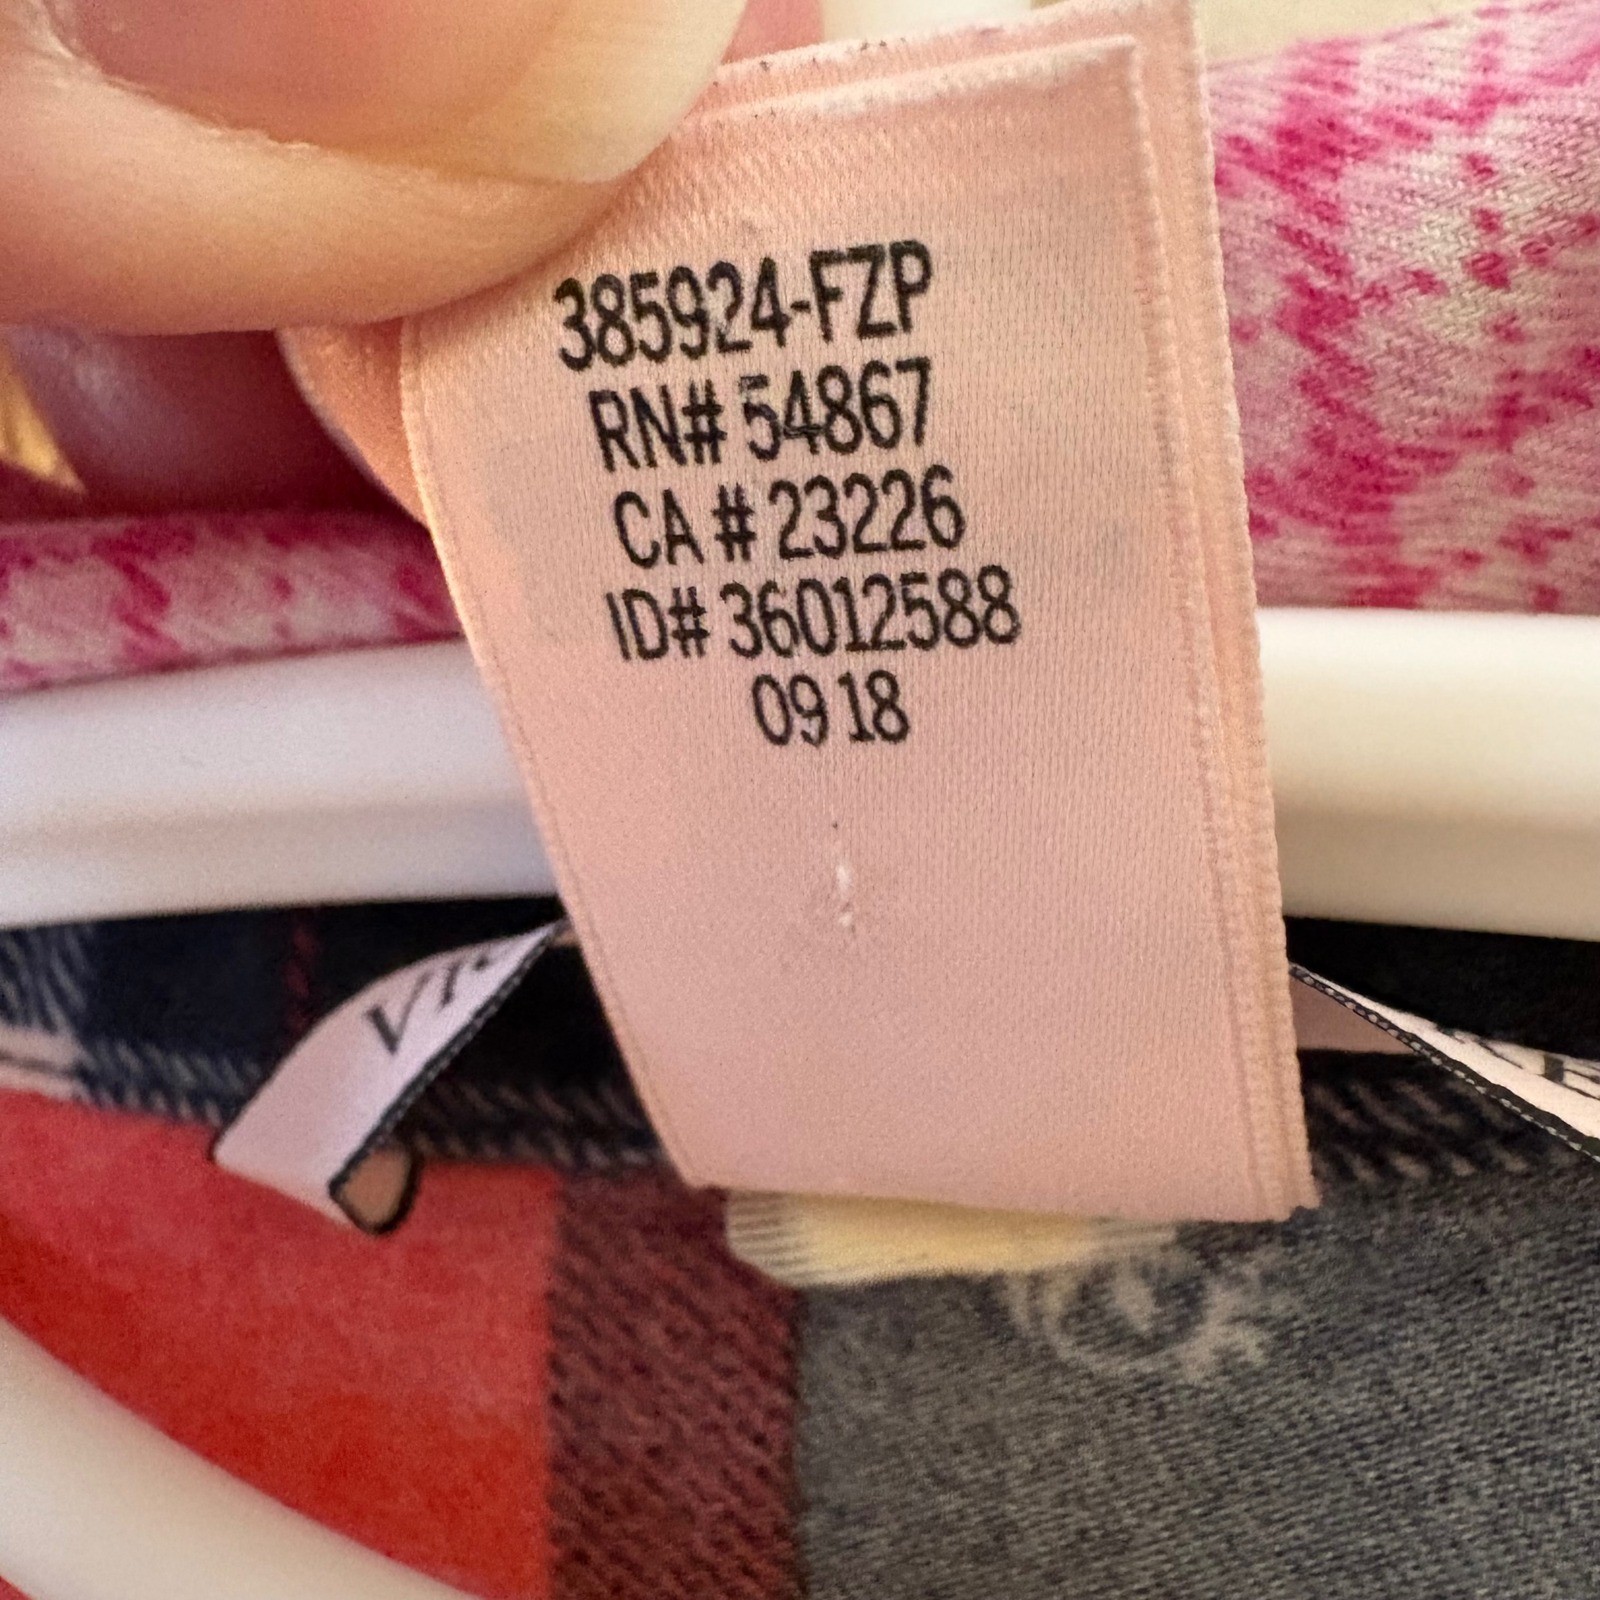 385924-FZP
RN# 54867
CA # 23226
ID# 36012588
09 18